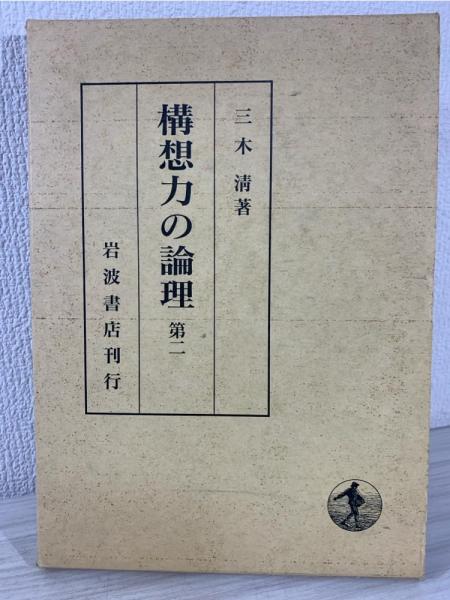 三木清著
構想力の論理 第二
岩波書店刊行